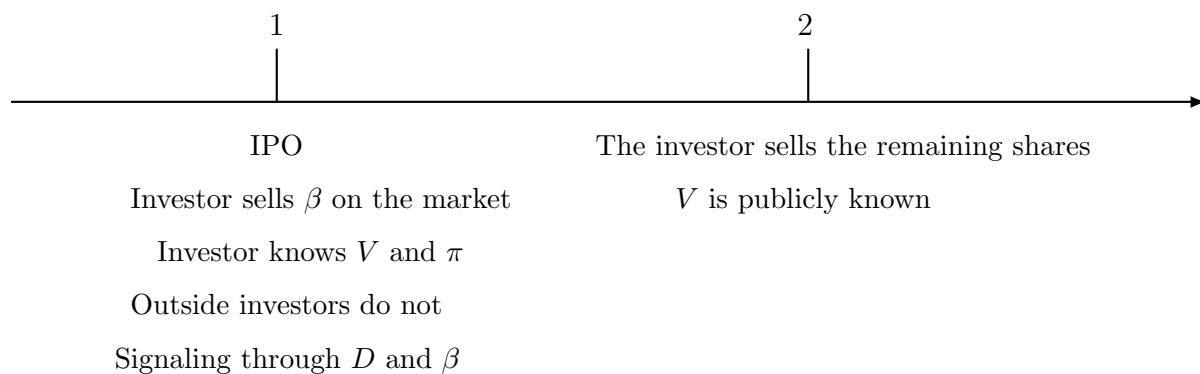 1
2
IPO
Investor sells β on the market
Investor knows V and π
Outside investors do not
Signaling through D and β
The investor sells the remaining shares
V is publicly known